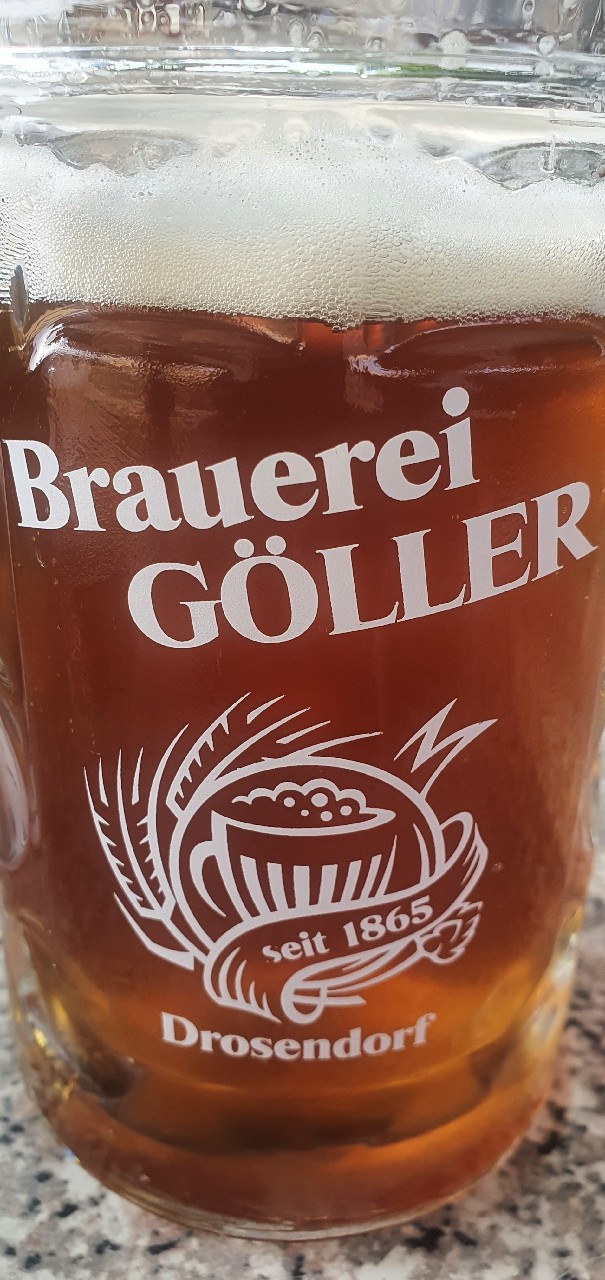 Brauerei
GÖLLER
seit 1865
Drosendorf